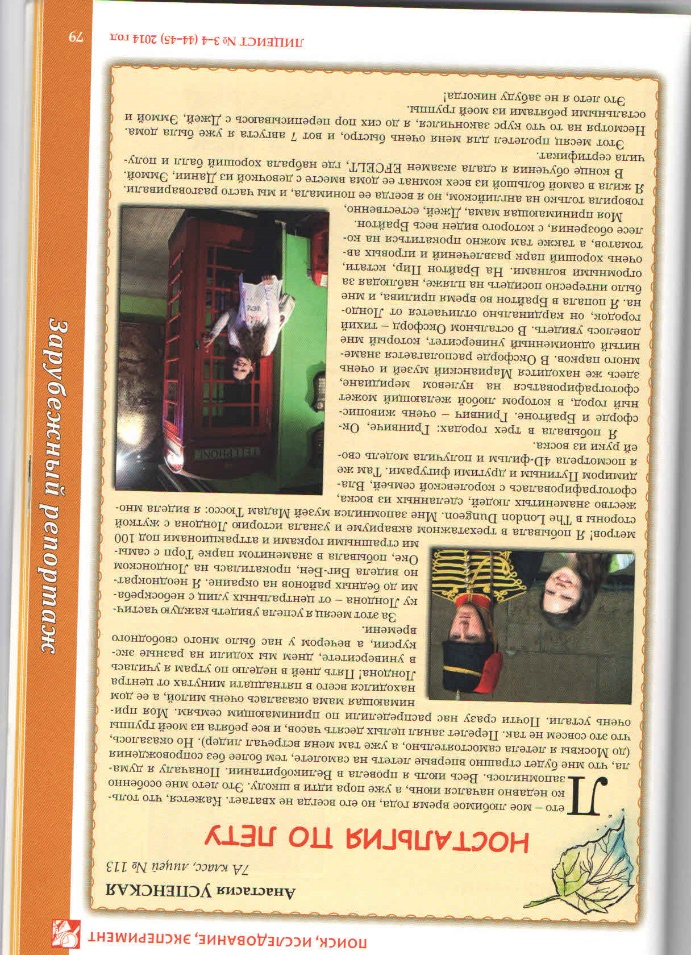 ПОИСК, ИССЛЕДОВАНИЕ, ЭКСПЕРИМЕНТ
Анастасия УСПЕНСКАЯ
7А класс, лицей № 113
НОСТАЛЬГИЯ ПО ЛЕТУ
Лето – мое любимое время года, но его всегда не хватает. Кажется, что толь-
ко недавно начался июнь, а уже пора идти в школу. Это лето мне особенно
запомнилось. Весь июль я провела в Великобритании. Поначалу я дума-
ла, что мне будет страшно впервые лететь на самолете, тем более без сопровождения
(до Москвы я летела самостоятельно, а уже там меня встречал лидер). Но оказалось,
что это совсем не так. Перелет занял целых десять часов, и все ребята из моей группы
очень устали. Почти сразу нас распределили по принимающим семьям. Моя при-
нимающая мама оказалась очень милой, а ее дом
находился всего в пятнадцати минутах от центра
Лондона! Пять дней в неделю по утрам я училась
в университете, днем мы ходили на разные экс-
курсии, а вечером у нас было много свободного
времени.
За этот месяц я успела увидеть каждую частич-
ку Лондона – от центральных улиц с небоскреба-
ми до бедных районов на окраине. Я неоднократ-
но видела Биг-Бен, прокатилась на Лондонском
Оке, побывала в знаменитом парке Торп с самы-
ми страшными горками и аттракционами под 100
метров! Я побывала в трехэтажном аквариуме и узнала истории Лондона с жуткой
стороны в The London Dungeon. Мне запомнился музей Мадам Тюссо: я видела мно-
жество знаменитых людей, сделанных из воска,
сфотографировалась с королевской семьей, Вла-
димиром Путиным и другими фигурами. Там же
я посмотрела 4D-фильм и получила модель сво-
ей руки из воска.
Я побывала в трех городах: Гринвиче, Ок-
сфорде и Брайтоне. Гринвич – очень живопис-
ный город, в котором любой желающий может
сфотографироваться на нулевом меридиане,
здесь же находится Марианский музей и очень
много парков. В Оксфорде располагается знаме-
нитый одноименный университет, который мне
довелось увидеть. В остальном Оксфорд – тихий
городок, он кардинально отличается от Лондо-
на. Я попала в Брайтон во время прилива, и мне
было интересно посидеть на пляже, наблюдая за
огромными волнами. На Брайтон Пир, кстати,
очень хороший парк развлечений и игровых ав-
томатов, а также там можно прокатиться на ко-
лесе обозрения, с которого виден весь Брайтон.
Моя принимающая мама, Джей, естественно,
говорила только на английском, но я всегда ее понимала, и мы часто разговаривали.
Я жила в самой большой из всех комнат ее дома вместе с девочкой из Дании, Эммой.
В конце обучения я сдала экзамен EFCELT, где набрала хороший балл и полу-
чила сертификат.
Этот месяц пролетел для меня очень быстро, и вот 7 августа я уже была дома.
Несмотря на то что курс закончился, я до сих пор переписываюсь с Джей, Эммой и
остальными ребятами из моей группы.
Это лето я не забуду никогда!
TELEPHONE
Зарубежный репортаж
ЛИЦЕИСТ № 3–4 (44–45) 2014 год
79